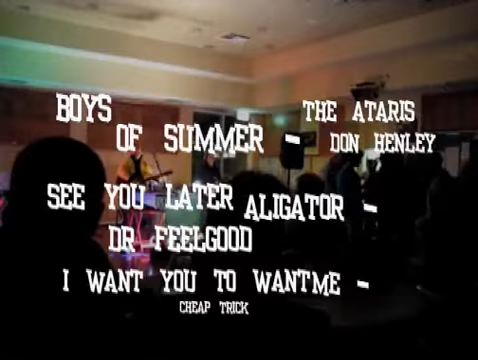 BOYS THE ATARIS
OF SUMMER - DON HENLEY
SEE YOU LATER ALIGATOR -
DR FEELGOOD
I WANT YOU TO WANTME -
CHEAP TRICK